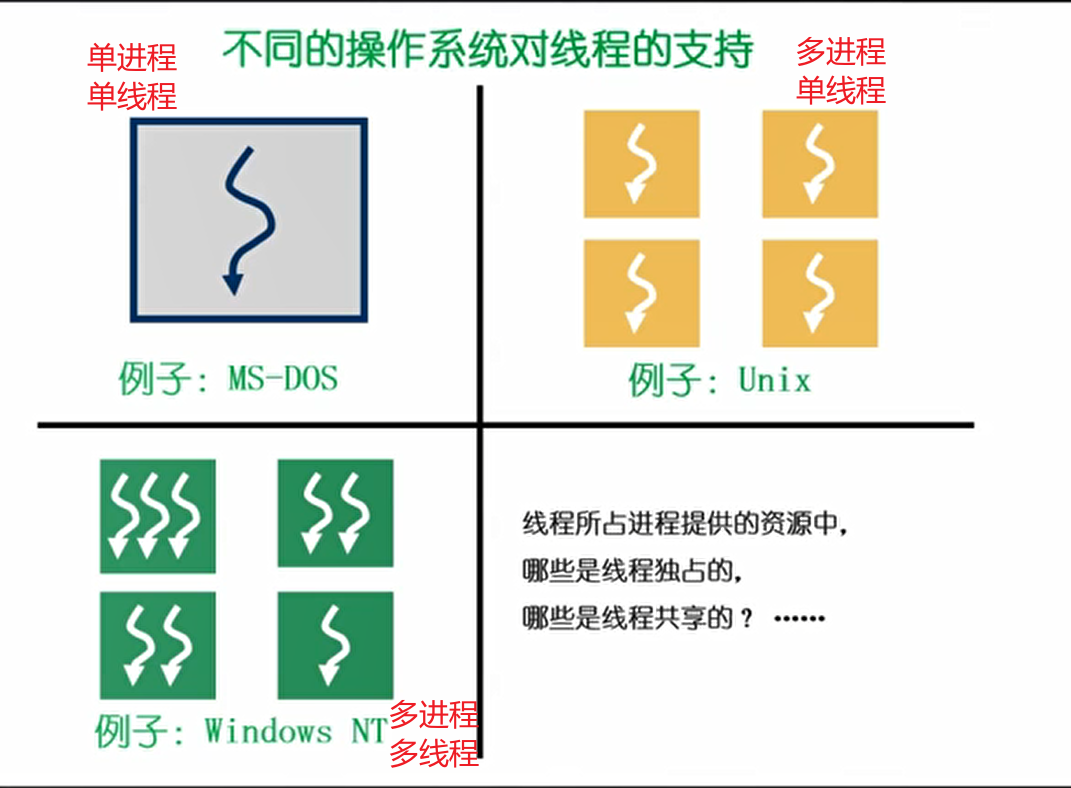 不同的操作系统对线程的支持
单进程
单线程
多进程
单线程
例子: MS-DOS
例子: Unix
线程所占进程提供的资源中,
哪些是线程独占的,
哪些是线程共享的? ······
例子: Windows NT
多进程
多线程